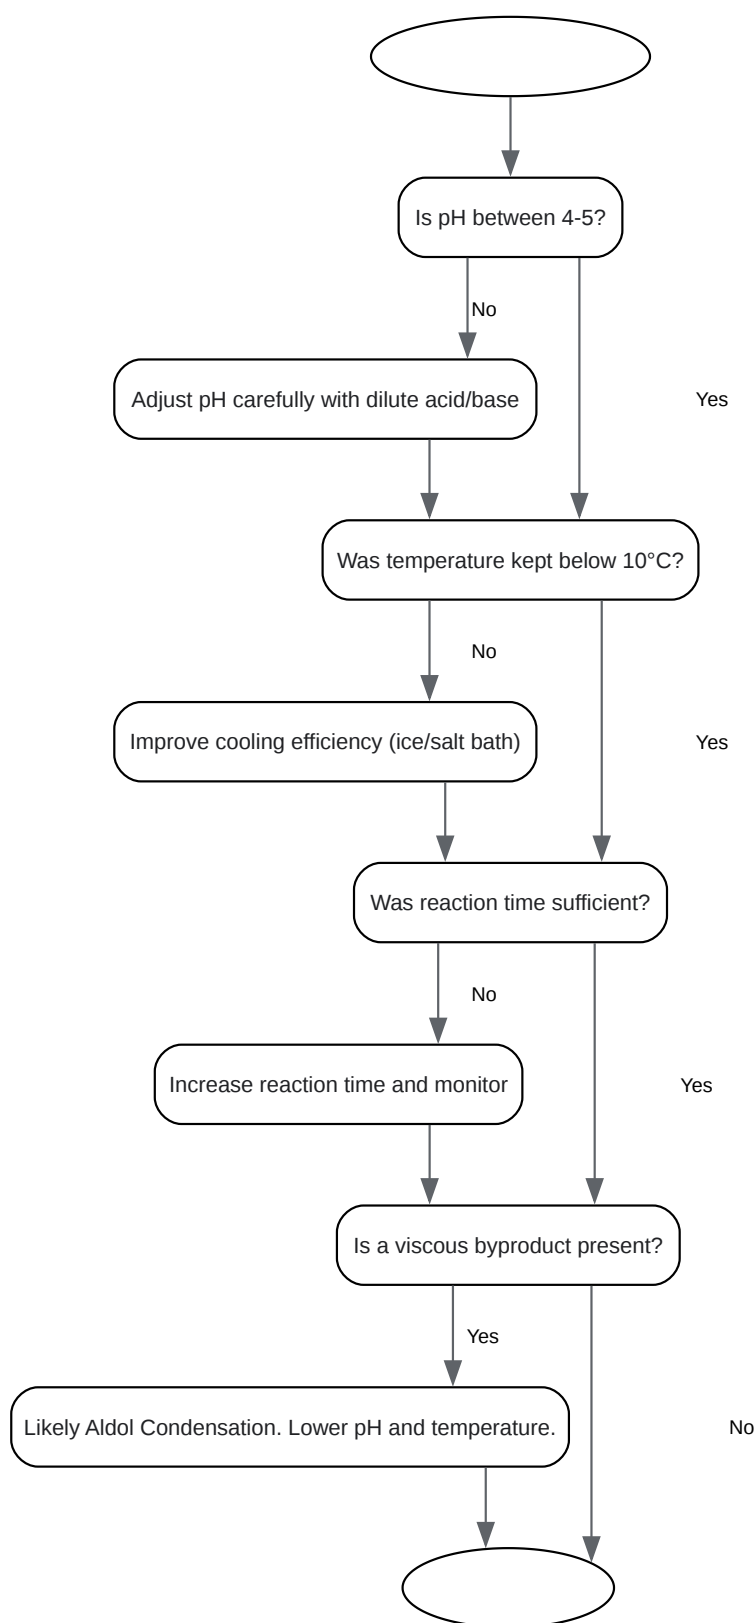 Is pH between 4-5?
No
Adjust pH carefully with dilute acid/base
Yes
Was temperature kept below 10°C?
No
Improve cooling efficiency (ice/salt bath)
Yes
Was reaction time sufficient?
No
Increase reaction time and monitor
Yes
Is a viscous byproduct present?
Yes
Likely Aldol Condensation. Lower pH and temperature.
No